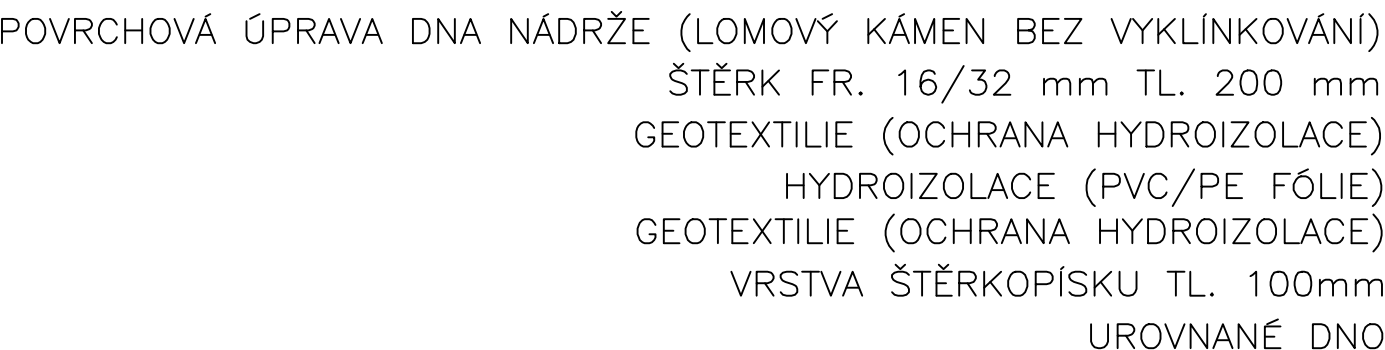 POVRCHOVÁ ÚPRAVA DNA NÁDRŽE (LOMOVÝ KÁMEN BEZ VYKLÍNKOVÁNÍ)
ŠTĚRK FR. 16/32 mm TL. 200 mm
GEOTEXTILIE (OCHRANA HYDROIZOLACE)
HYDROIZOLACE (PVC/PE FÓLIE)
GEOTEXTILIE (OCHRANA HYDROIZOLACE)
VRSTVA ŠTĚRKOPÍSKU TL. 100mm
UROVNANÉ DNO